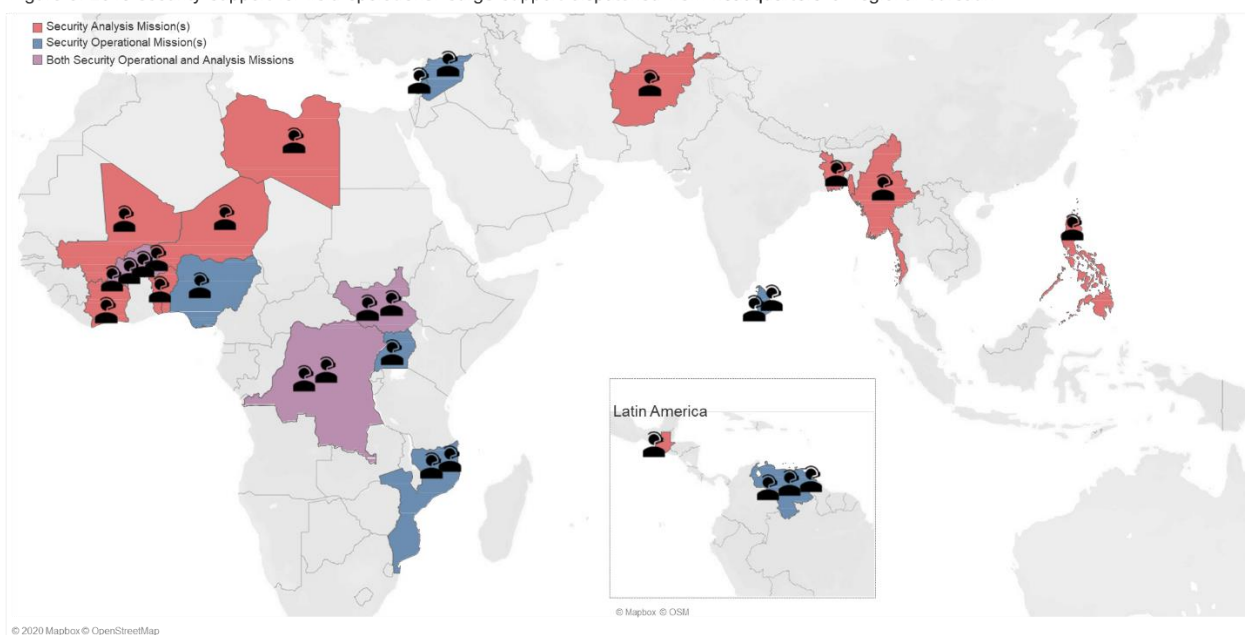 Security Analysis Mission(s)
Security Operational Mission(s)
Both Security Operational and Analysis Missions
Latin America
© Mapbox © OSM
© 2020 Mapbox © OpenStreetMap